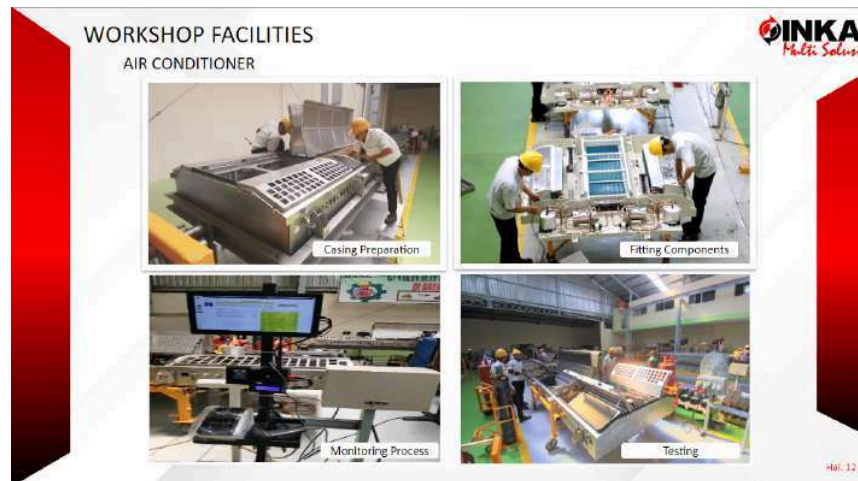 WORKSHOP FACILITIES
AIR CONDITIONER
INKA
Multi Solusi
Casing Preparation
Fitting Components
Monitoring Process
Testing
Hal. 12